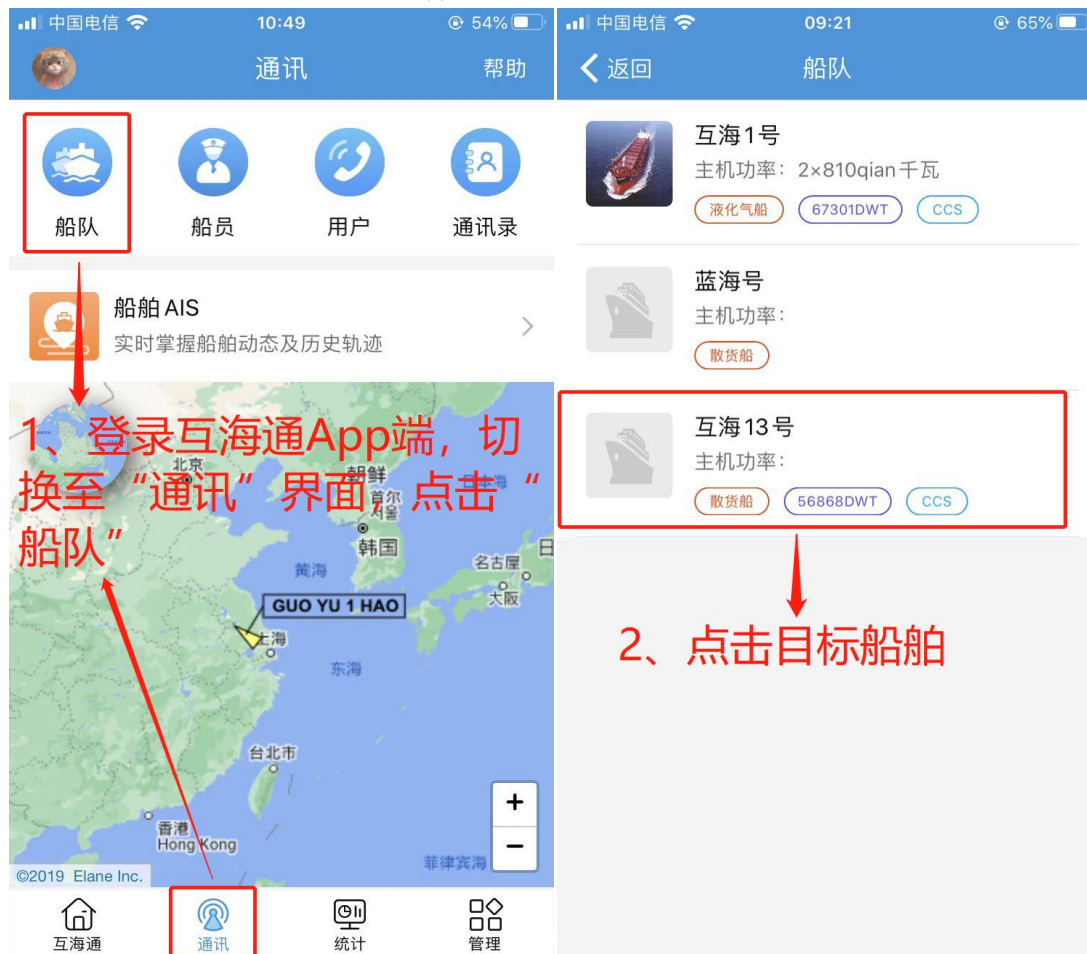 中国电信 10:49 54%
通讯 帮助
船队 船员 用户 通讯录
船舶 AIS
实时掌握船舶动态及历史轨迹
1、登录互海通App端，切
换至“通讯”界面，点击“
船队”
北京
朝鲜
首尔
韩国
日本海
日
名古屋
大阪
黄海
GUO YU 1 HAO
上海
东海
台北市
香港
Hong Kong
菲律宾海
+
−
©2019 Elane Inc.
互海通 通讯 统计 管理
中国电信 09:21 65%
返回 船队
互海1号
主机功率：2×810qian千瓦
液化气船 67301DWT CCS
蓝海号
主机功率：
散货船
互海13号
主机功率：
散货船 56868DWT CCS
2、点击目标船舶